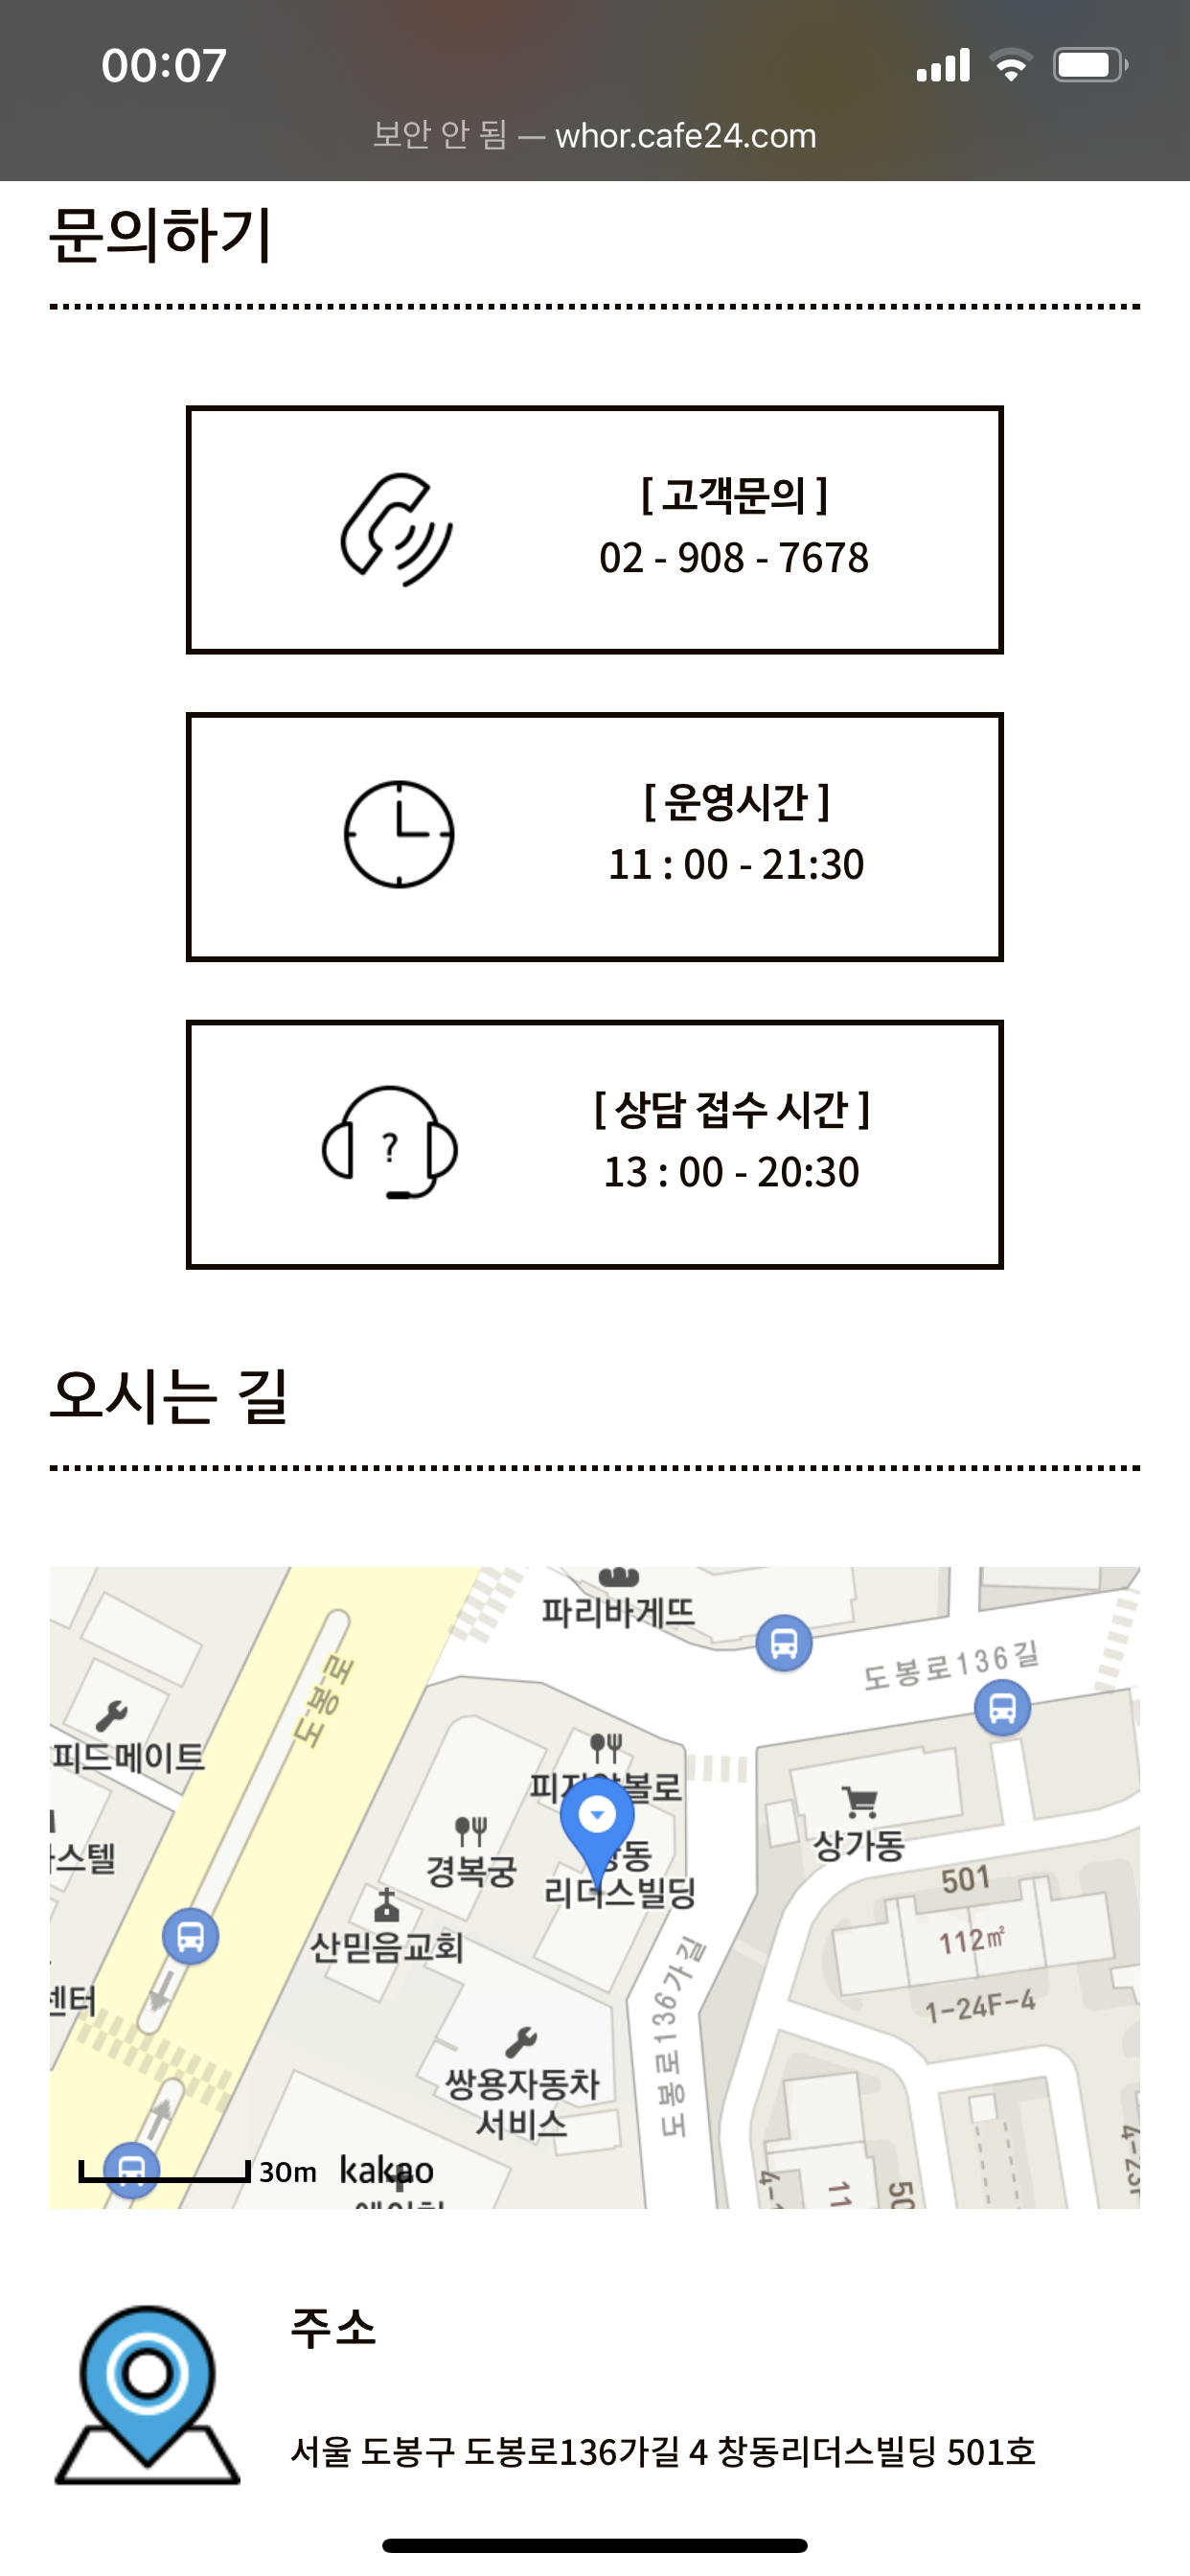 00:07
보안 안 됨 — whor.cafe24.com
문의하기
[ 고객문의 ]
02 - 908 - 7678
[ 운영시간 ]
11 : 00 - 21:30
?
[ 상담 접수 시간 ]
13 : 00 - 20:30
오시는 길
파리바게뜨
도봉로136길
도봉로
피드메이트
피자알볼로
상가동
스텔
경복궁
창동
리더스빌딩
501
산믿음교회
112㎡
센터
도봉로136가길
1-24F-4
쌍용자동차
서비스
30m kakao
11
50
주소
서울 도봉구 도봉로136가길 4 창동리더스빌딩 501호